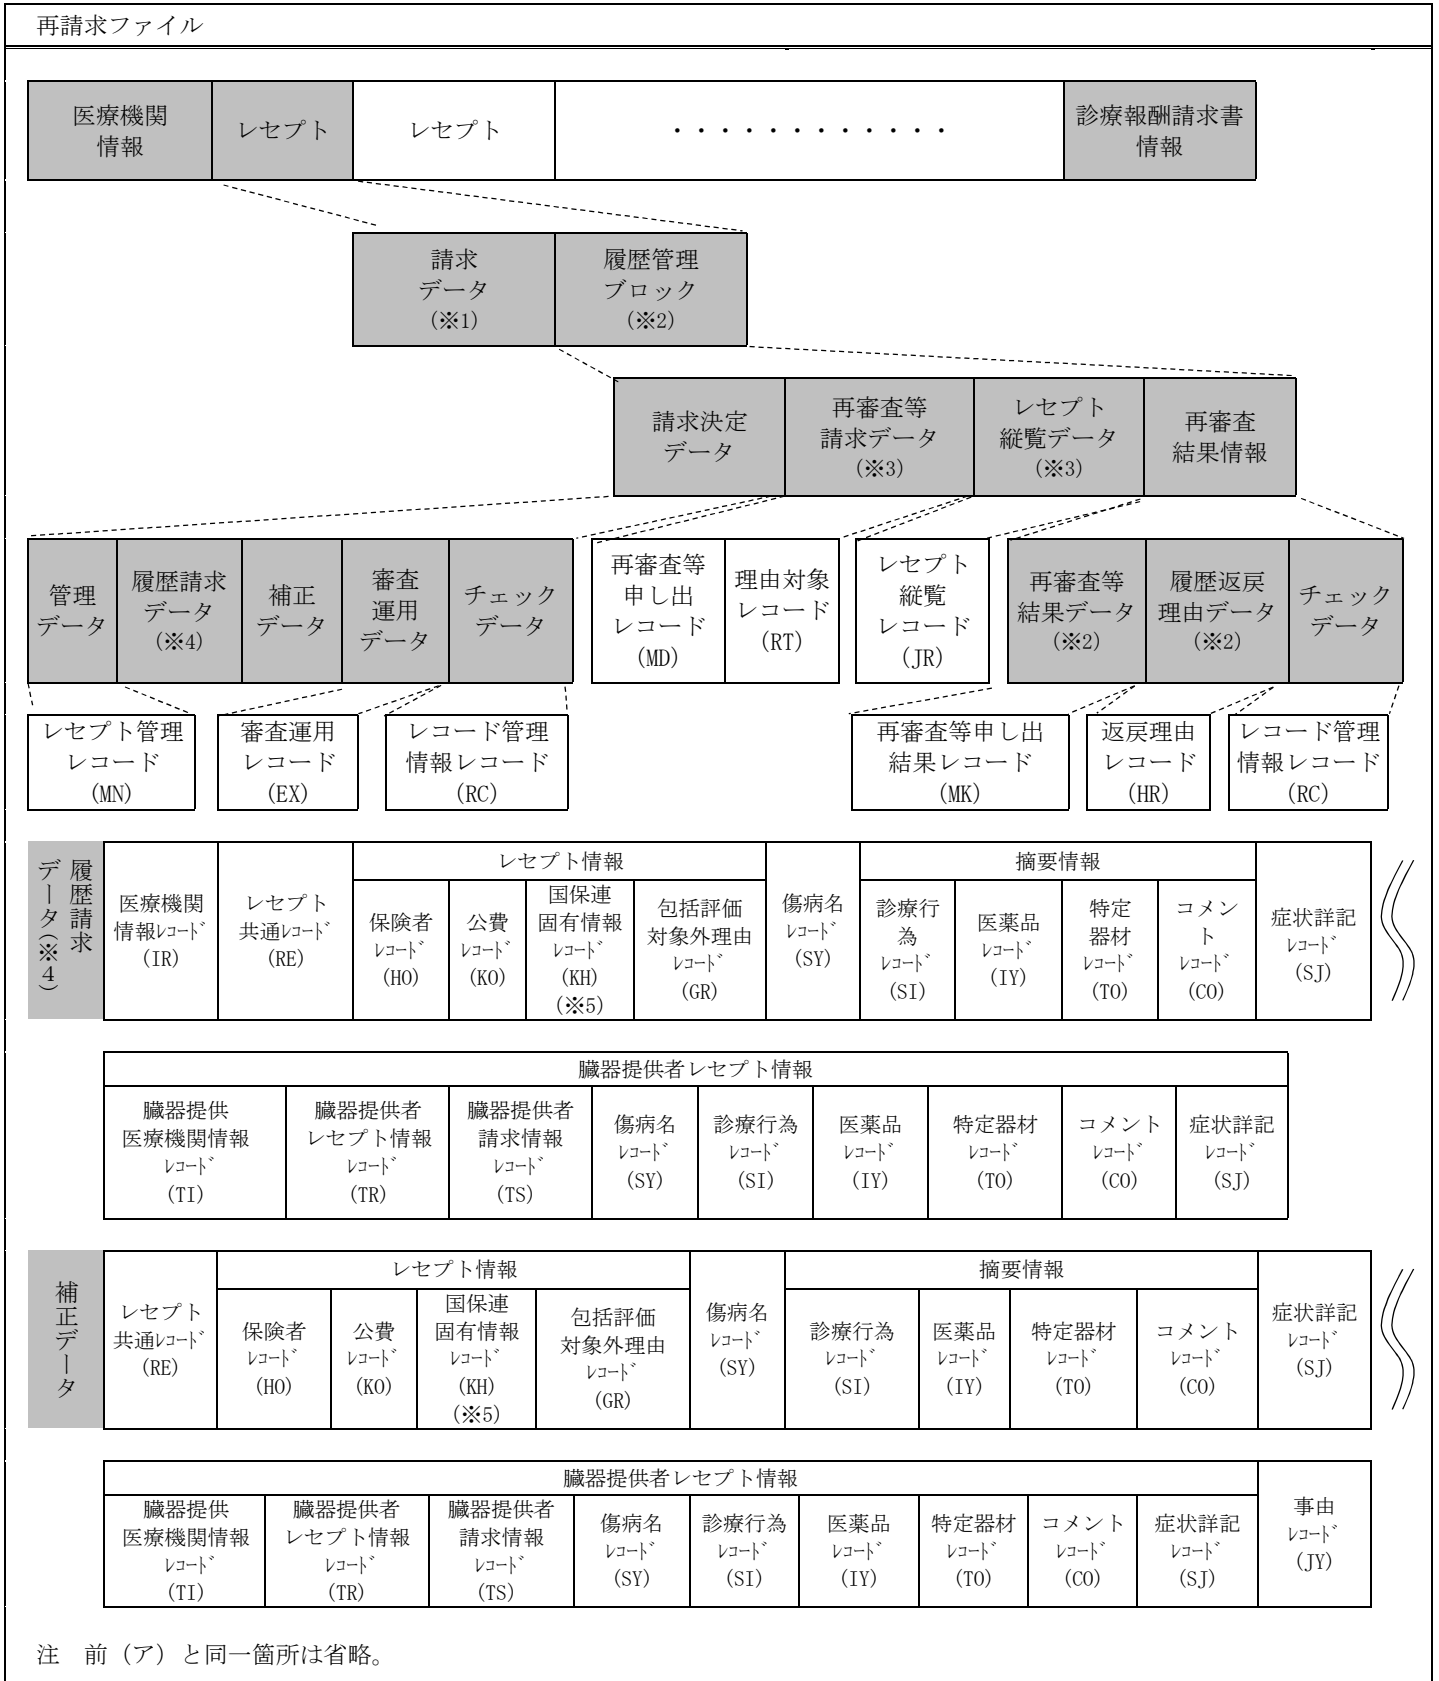 再請求ファイル
医療機関
情報
レセプト
レセプト
・・・・・・・・・・・・
診療報酬請求書
情報
請求
データ
(※1)
履歴管理
ブロック
(※2)
請求決定
データ
再審査等
請求データ
(※3)
レセプト
縦覧データ
(※3)
再審査
結果情報
管理
データ
履歴請求
データ
(※4)
補正
データ
審査
運用
データ
チェック
データ
再審査等
申し出
レコード
(MD)
理由対象
レコード
(RT)
レセプト
縦覧
レコード
(JR)
再審査等
結果データ
(※2)
履歴返戻
理由データ
(※2)
チェック
データ
レセプト管理
レコード
(MN)
審査運用
レコード
(EX)
レコード管理
情報レコード
(RC)
再審査等申し出
結果レコード
(MK)
返戻理由
レコード
(HR)
レコード管理
情報レコード
(RC)
履歴請求
データ(※4)
医療機関
情報ﾚｺｰﾄﾞ
(IR)
レセプト
共通ﾚｺｰﾄﾞ
(RE)
レセプト情報
保険者
ﾚｺｰﾄﾞ
(HO)
公費
ﾚｺｰﾄﾞ
(KO)
国保連
固有情報
ﾚｺｰﾄﾞ
(KH)
(※5)
包括評価
対象外理由
ﾚｺｰﾄﾞ
(GR)
傷病名
ﾚｺｰﾄﾞ
(SY)
摘要情報
診療行
為
ﾚｺｰﾄﾞ
(SI)
医薬品
ﾚｺｰﾄﾞ
(IY)
特定
器材
ﾚｺｰﾄﾞ
(TO)
コメン
ト
ﾚｺｰﾄﾞ
(CO)
症状詳記
ﾚｺｰﾄﾞ
(SJ)
臓器提供者レセプト情報
臓器提供
医療機関情報
ﾚｺｰﾄﾞ
(TI)
臓器提供者
レセプト情報
ﾚｺｰﾄﾞ
(TR)
臓器提供者
請求情報
ﾚｺｰﾄﾞ
(TS)
傷病名
ﾚｺｰﾄﾞ
(SY)
診療行為
ﾚｺｰﾄﾞ
(SI)
医薬品
ﾚｺｰﾄﾞ
(IY)
特定器材
ﾚｺｰﾄﾞ
(TO)
コメント
ﾚｺｰﾄﾞ
(CO)
症状詳記
ﾚｺｰﾄﾞ
(SJ)
補正データ
レセプト
共通ﾚｺｰﾄﾞ
(RE)
レセプト情報
保険者
ﾚｺｰﾄﾞ
(HO)
公費
ﾚｺｰﾄﾞ
(KO)
国保連
固有情報
ﾚｺｰﾄﾞ
(KH)
(※5)
包括評価
対象外理由
ﾚｺｰﾄﾞ
(GR)
傷病名
ﾚｺｰﾄﾞ
(SY)
摘要情報
診療行為
ﾚｺｰﾄﾞ
(SI)
医薬品
ﾚｺｰﾄﾞ
(IY)
特定器材
ﾚｺｰﾄﾞ
(TO)
コメント
ﾚｺｰﾄﾞ
(CO)
症状詳記
ﾚｺｰﾄﾞ
(SJ)
臓器提供者レセプト情報
臓器提供
医療機関情報
ﾚｺｰﾄﾞ
(TI)
臓器提供者
レセプト情報
ﾚｺｰﾄﾞ
(TR)
臓器提供者
請求情報
ﾚｺｰﾄﾞ
(TS)
傷病名
ﾚｺｰﾄﾞ
(SY)
診療行為
ﾚｺｰﾄﾞ
(SI)
医薬品
ﾚｺｰﾄﾞ
(IY)
特定器材
ﾚｺｰﾄﾞ
(TO)
コメント
ﾚｺｰﾄﾞ
(CO)
症状詳記
ﾚｺｰﾄﾞ
(SJ)
事由
ﾚｺｰﾄﾞ
(JY)
注　前（ア）と同一箇所は省略。